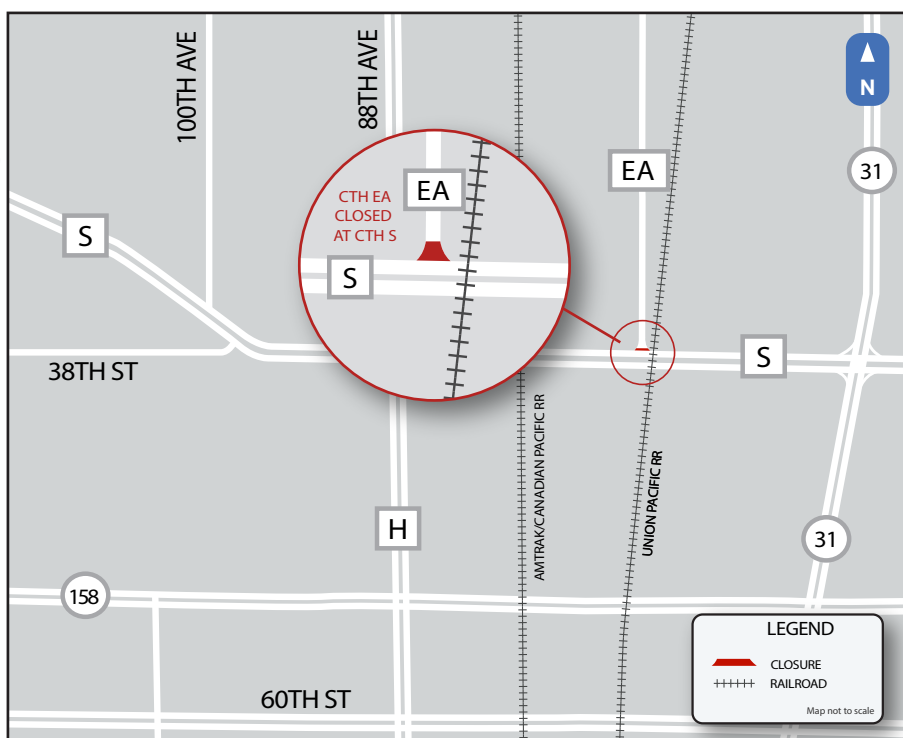 100TH AVE
88TH AVE
N
EA
31
CTH EA
CLOSED
AT CTH S
EA
S
S
S
38TH ST
AMTRAK/CANADIAN PACIFIC RR
UNION PACIFIC RR
H
31
158
LEGEND
CLOSURE
RAILROAD
Map not to scale
60TH ST